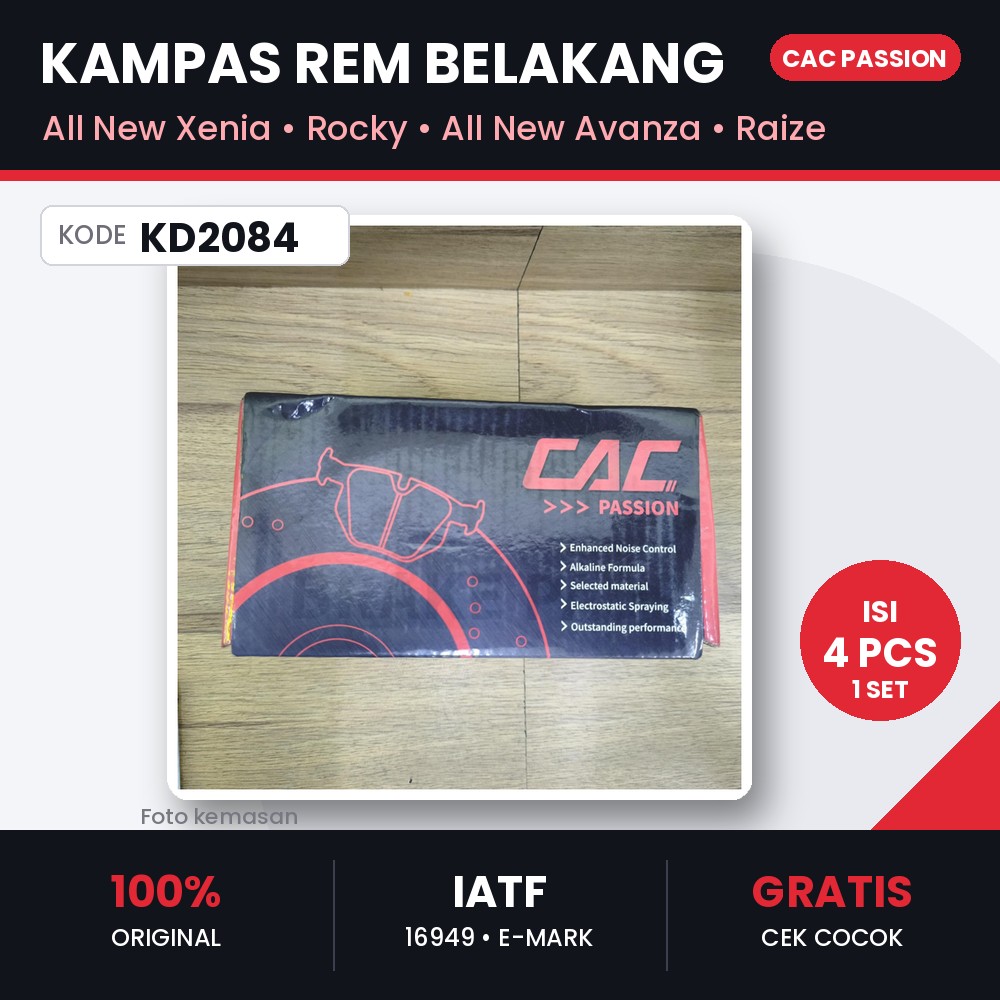 KAMPAS REM BELAKANG
CAC PASSION
All New Xenia • Rocky • All New Avanza • Raize
KODE KD2084
CAC
>>> PASSION
> Enhanced Noise Control
> Alkaline Formula
> Selected material
> Electrostatic Spraying
> Outstanding performance
ISI
4 PCS
1 SET
Foto kemasan
100%
ORIGINAL
IATF
16949 • E-MARK
GRATIS
CEK COCOK